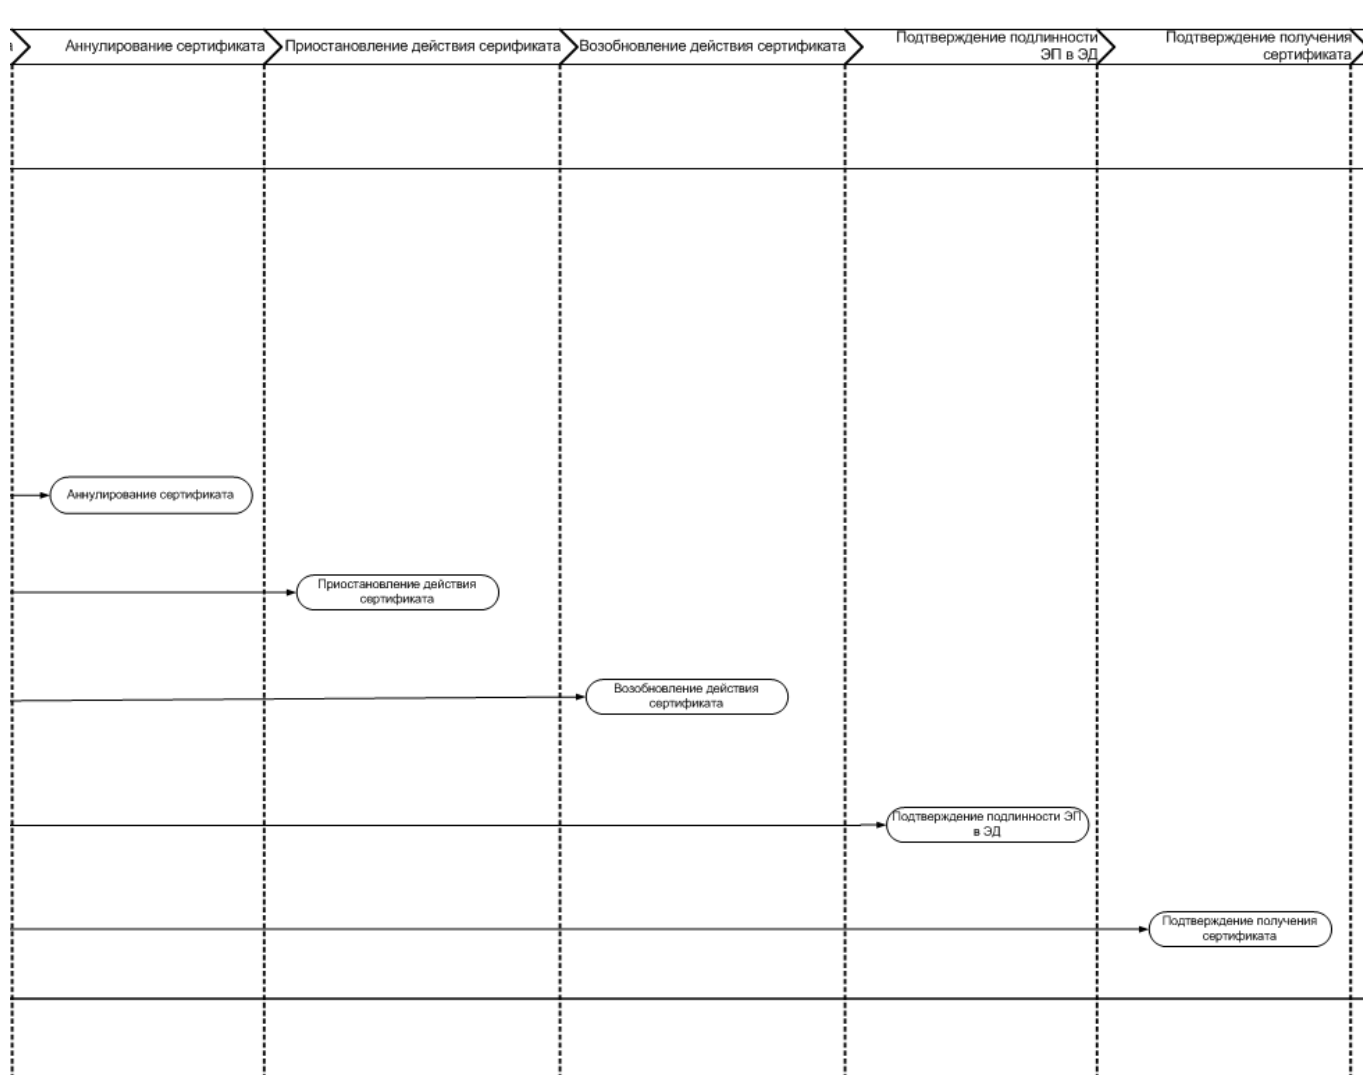 а
Аннулирование сертификата
Приостановление действия серификата
Возобновление действия сертификата
Подтверждение подлинности
ЭП в ЭД
Подтверждение получения
сертификата
Аннулирование сертификата
Приостановление действия
сертификата
Возобновление действия
сертификата
Подтверждение подлинности ЭП
в ЭД
Подтверждение получения
сертификата